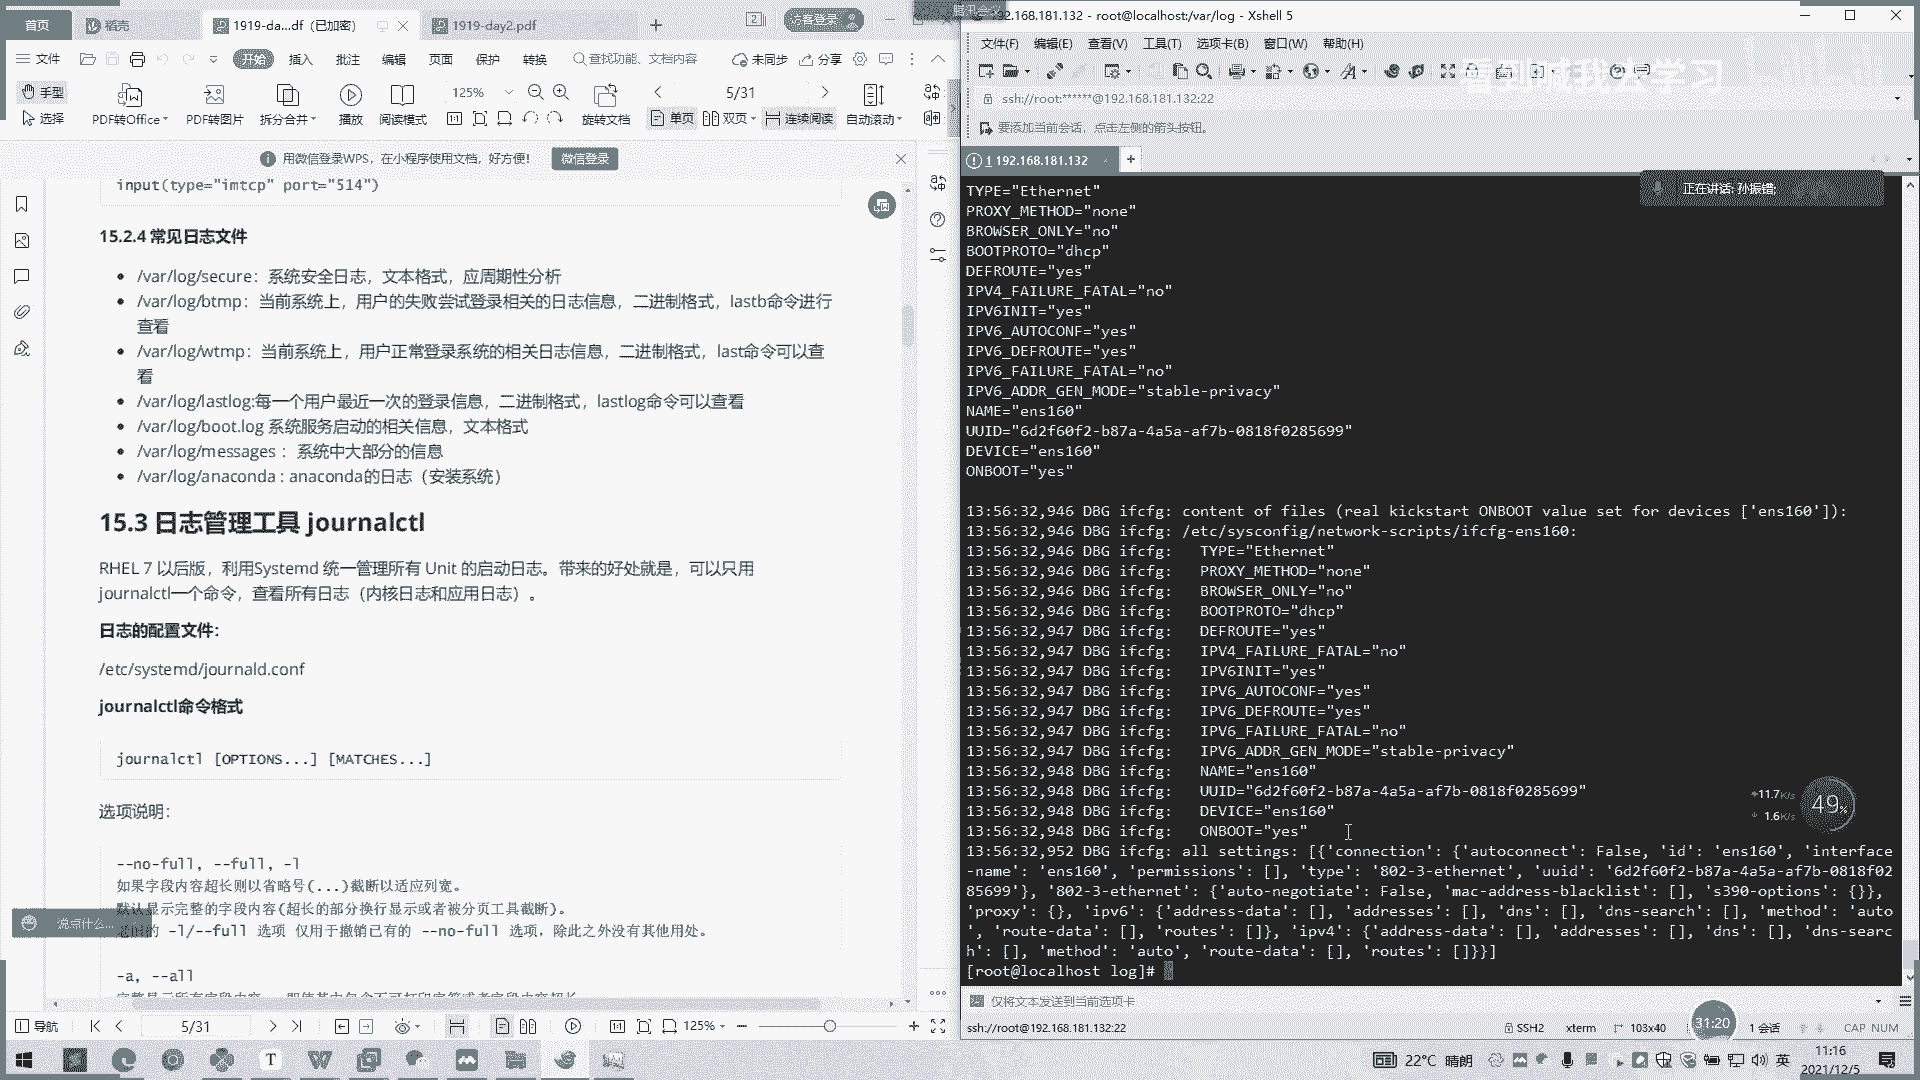 首页
稻壳
1919-da...df (已加密)
1919-day2.pdf
访客登录
文件
开始
插入
批注
编辑
页面
保护
转换
查找功能、文档内容
未同步
分享
手型
选择
PDF转Office
PDF转图片
拆分合并
播放
阅读模式
125%
5/31
旋转文档
单页
双页
连续阅读
自动滚动
用微信登录WPS，在小程序使用文档，好方便！
微信登录
input(type="imtcp" port="514")
15.2.4 常见日志文件
/var/log/secure：系统安全日志，文本格式，应周期性分析
/var/log/btmp：当前系统上，用户的失败尝试登录相关的日志信息，二进制格式，lastb命令进行
查看
/var/log/wtmp：当前系统上，用户正常登录系统的相关日志信息，二进制格式，last命令可以查
看
/var/log/lastlog:每一个用户最近一次的登录信息，二进制格式，lastlog命令可以查看
/var/log/boot.log 系统服务启动的相关信息，文本格式
/var/log/messages ：系统中大部分的信息
/var/log/anaconda : anaconda的日志（安装系统）
15.3 日志管理工具 journalctl
RHEL 7 以后版，利用Systemd 统一管理所有 Unit 的启动日志。带来的好处就是，可以只用
journalctl一个命令，查看所有日志（内核日志和应用日志）。
日志的配置文件：
/etc/systemd/journald.conf
journalctl命令格式
journalctl [OPTIONS...] [MATCHES...]
选项说明：
--no-full, --full, -l
如果字段内容超长则以省略号(...)截断以适应列宽。
默认显示完整的字段内容(超长的部分换行显示或者被分页工具截断)。
-l/--full 选项 仅用于撤销已有的 --no-full 选项，除此之外没有其他用处。
说点什么...
-a, --all
导航
5/31
125%
192.168.181.132 - root@localhost:/var/log - Xshell 5
文件(F)
编辑(E)
查看(V)
工具(T)
选项卡(B)
窗口(W)
帮助(H)
看到喊我去学习
bilibili
ssh://root:******@192.168.181.132:22
要添加当前会话，点击左侧的箭头按钮。
1 192.168.181.132
正在讲话: 孙振错;
TYPE="Ethernet"
PROXY_METHOD="none"
BROWSER_ONLY="no"
BOOTPROTO="dhcp"
DEFROUTE="yes"
IPV4_FAILURE_FATAL="no"
IPV6INIT="yes"
IPV6_AUTOCONF="yes"
IPV6_DEFROUTE="yes"
IPV6_FAILURE_FATAL="no"
IPV6_ADDR_GEN_MODE="stable-privacy"
NAME="ens160"
UUID="6d2f60f2-b87a-4a5a-af7b-0818f0285699"
DEVICE="ens160"
ONBOOT="yes"
13:56:32,946 DBG ifcfg: content of files (real kickstart ONBOOT value set for devices ['ens160']):
13:56:32,946 DBG ifcfg: /etc/sysconfig/network-scripts/ifcfg-ens160:
13:56:32,946 DBG ifcfg:   TYPE="Ethernet"
13:56:32,946 DBG ifcfg:   PROXY_METHOD="none"
13:56:32,946 DBG ifcfg:   BROWSER_ONLY="no"
13:56:32,946 DBG ifcfg:   BOOTPROTO="dhcp"
13:56:32,947 DBG ifcfg:   DEFROUTE="yes"
13:56:32,947 DBG ifcfg:   IPV4_FAILURE_FATAL="no"
13:56:32,947 DBG ifcfg:   IPV6INIT="yes"
13:56:32,947 DBG ifcfg:   IPV6_AUTOCONF="yes"
13:56:32,947 DBG ifcfg:   IPV6_DEFROUTE="yes"
13:56:32,947 DBG ifcfg:   IPV6_FAILURE_FATAL="no"
13:56:32,947 DBG ifcfg:   IPV6_ADDR_GEN_MODE="stable-privacy"
13:56:32,948 DBG ifcfg:   NAME="ens160"
13:56:32,948 DBG ifcfg:   UUID="6d2f60f2-b87a-4a5a-af7b-0818f0285699"
13:56:32,948 DBG ifcfg:   DEVICE="ens160"
13:56:32,948 DBG ifcfg:   ONBOOT="yes"
13:56:32,952 DBG ifcfg: all settings: [{'connection': {'autoconnect': False, 'id': 'ens160', 'interface
-name': 'ens160', 'permissions': [], 'type': '802-3-ethernet', 'uuid': '6d2f60f2-b87a-4a5a-af7b-0818f02
85699'}, '802-3-ethernet': {'auto-negotiate': False, 'mac-address-blacklist': [], 's390-options': {}},
'proxy': {}, 'ipv6': {'address-data': [], 'addresses': [], 'dns': [], 'dns-search': [], 'method': 'auto
', 'route-data': [], 'routes': []}, 'ipv4': {'address-data': [], 'addresses': [], 'dns': [], 'dns-searc
h': [], 'method': 'auto', 'route-data': [], 'routes': []}}]
[root@localhost log]#
11.7K/s
1.6K/s
49%
仅将文本发送到当前选项卡
ssh://root@192.168.181.132:22
SSH2
xterm
103x40
31:20
1 会话
CAP NUM
22°C 晴朗
英
11:16
2021/12/5